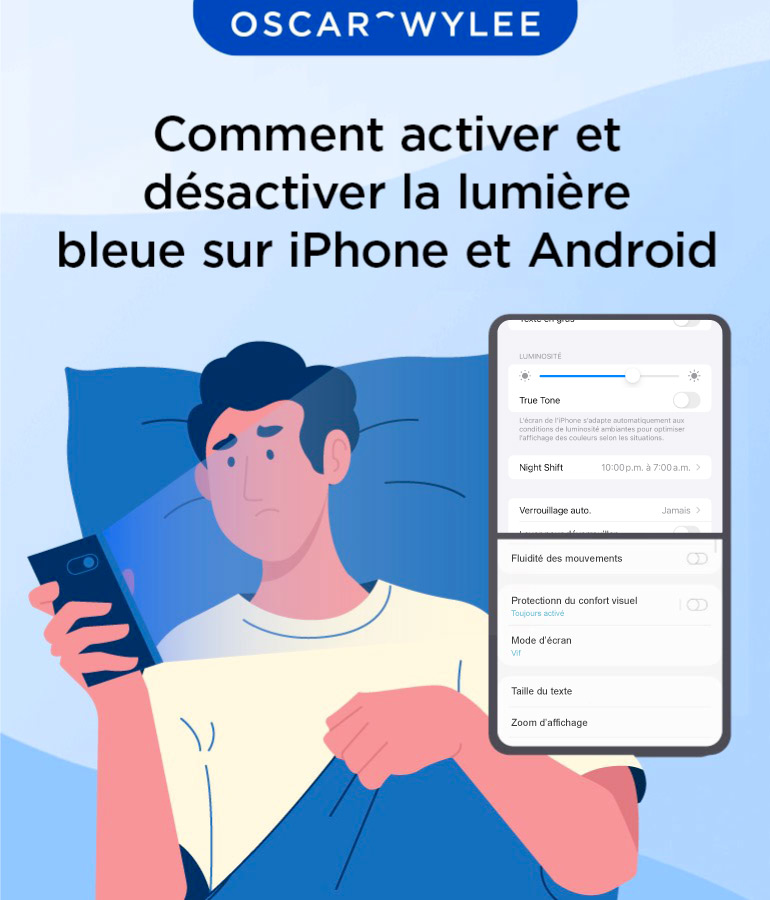 OSCAR WYLEE
Comment activer et
désactiver la lumière
bleue sur iPhone et Android
Texte en gras
LUMINOSITÉ
True Tone
L'écran de l'iPhone s'adapte automatiquement aux
conditions de luminosité ambiantes pour optimiser
l'affichage des couleurs selon les situations.
Night Shift 10:00 p.m. à 7:00 a.m.
Verrouillage auto. Jamais
Fluidité des mouvements
Protectionn du confort visuel
Toujours activé
Mode d'écran
Vif
Taille du texte
Zoom d'affichage